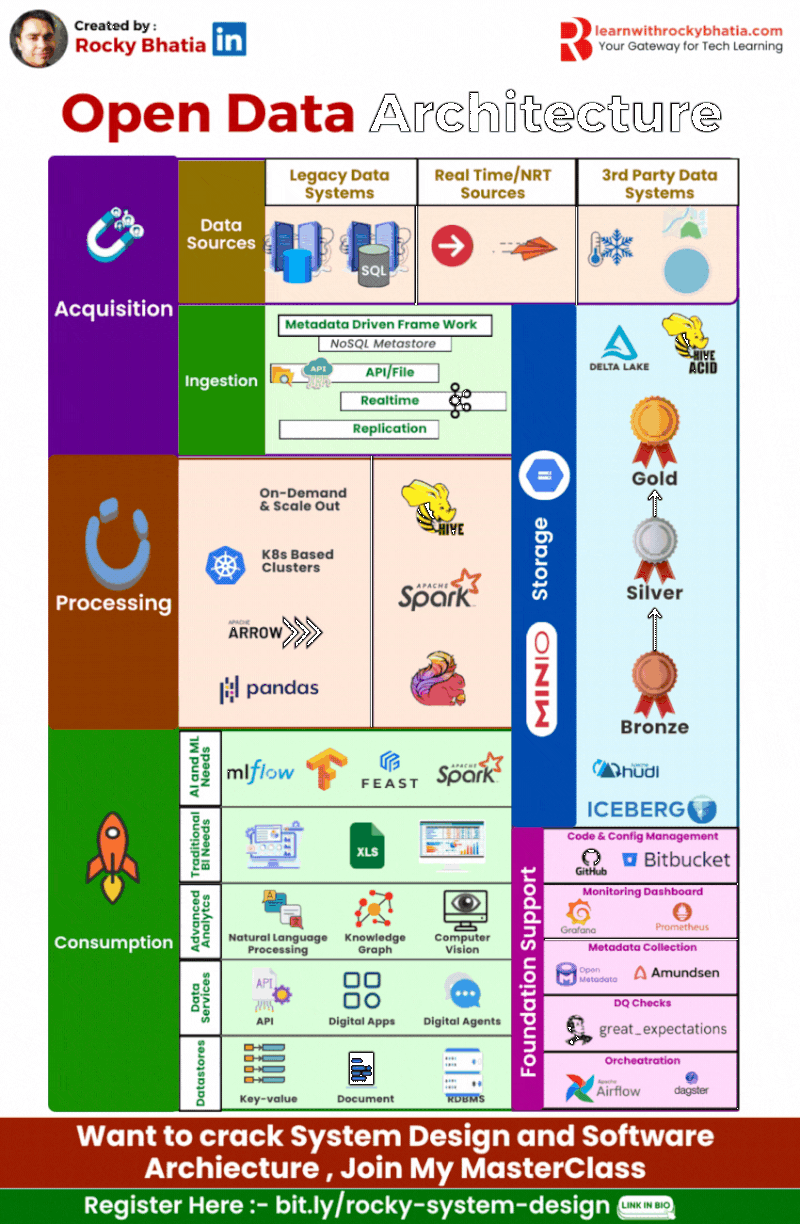 Created by :
Rocky Bhatia
in
learnwithrockybhatia.com
Your Gateway for Tech Learning
Open Data Architecture
Acquisition
Data
Sources
Legacy Data
Systems
Real Time/NRT
Sources
3rd Party Data
Systems
SQL
Ingestion
Metadata Driven Frame Work
NoSQL Metastore
API
API/File
Realtime
Replication
Storage
MINIO
DELTA LAKE
HIVE
ACID
Gold
Silver
Bronze
APACHE
hudi
ICEBERG
Processing
On-Demand
& Scale Out
K8s Based
Clusters
APACHE
ARROW
pandas
HIVE
APACHE
Spark
Consumption
AI and ML
Needs
mlflow
FEAST
APACHE
Spark
Traditional
BI Needs
XLS
Advanced
Analytcs
Natural Language
Processing
Knowledge
Graph
Computer
Vision
Data
Services
API
API
Digital Apps
Digital Agents
Datastores
Key-value
Document
RDBMS
Foundation Support
Code & Config Management
GitHub
Bitbucket
Monitoring Dashboard
Grafana
Prometheus
Metadata Collection
Open
Metadata
Amundsen
DQ Checks
great_expectations
Orcheatration
Apache
Airflow
dagster
Want to crack System Design and Software
Archiecture , Join My MasterClass
Register Here :- bit.ly/rocky-system-design
LINK IN BIO